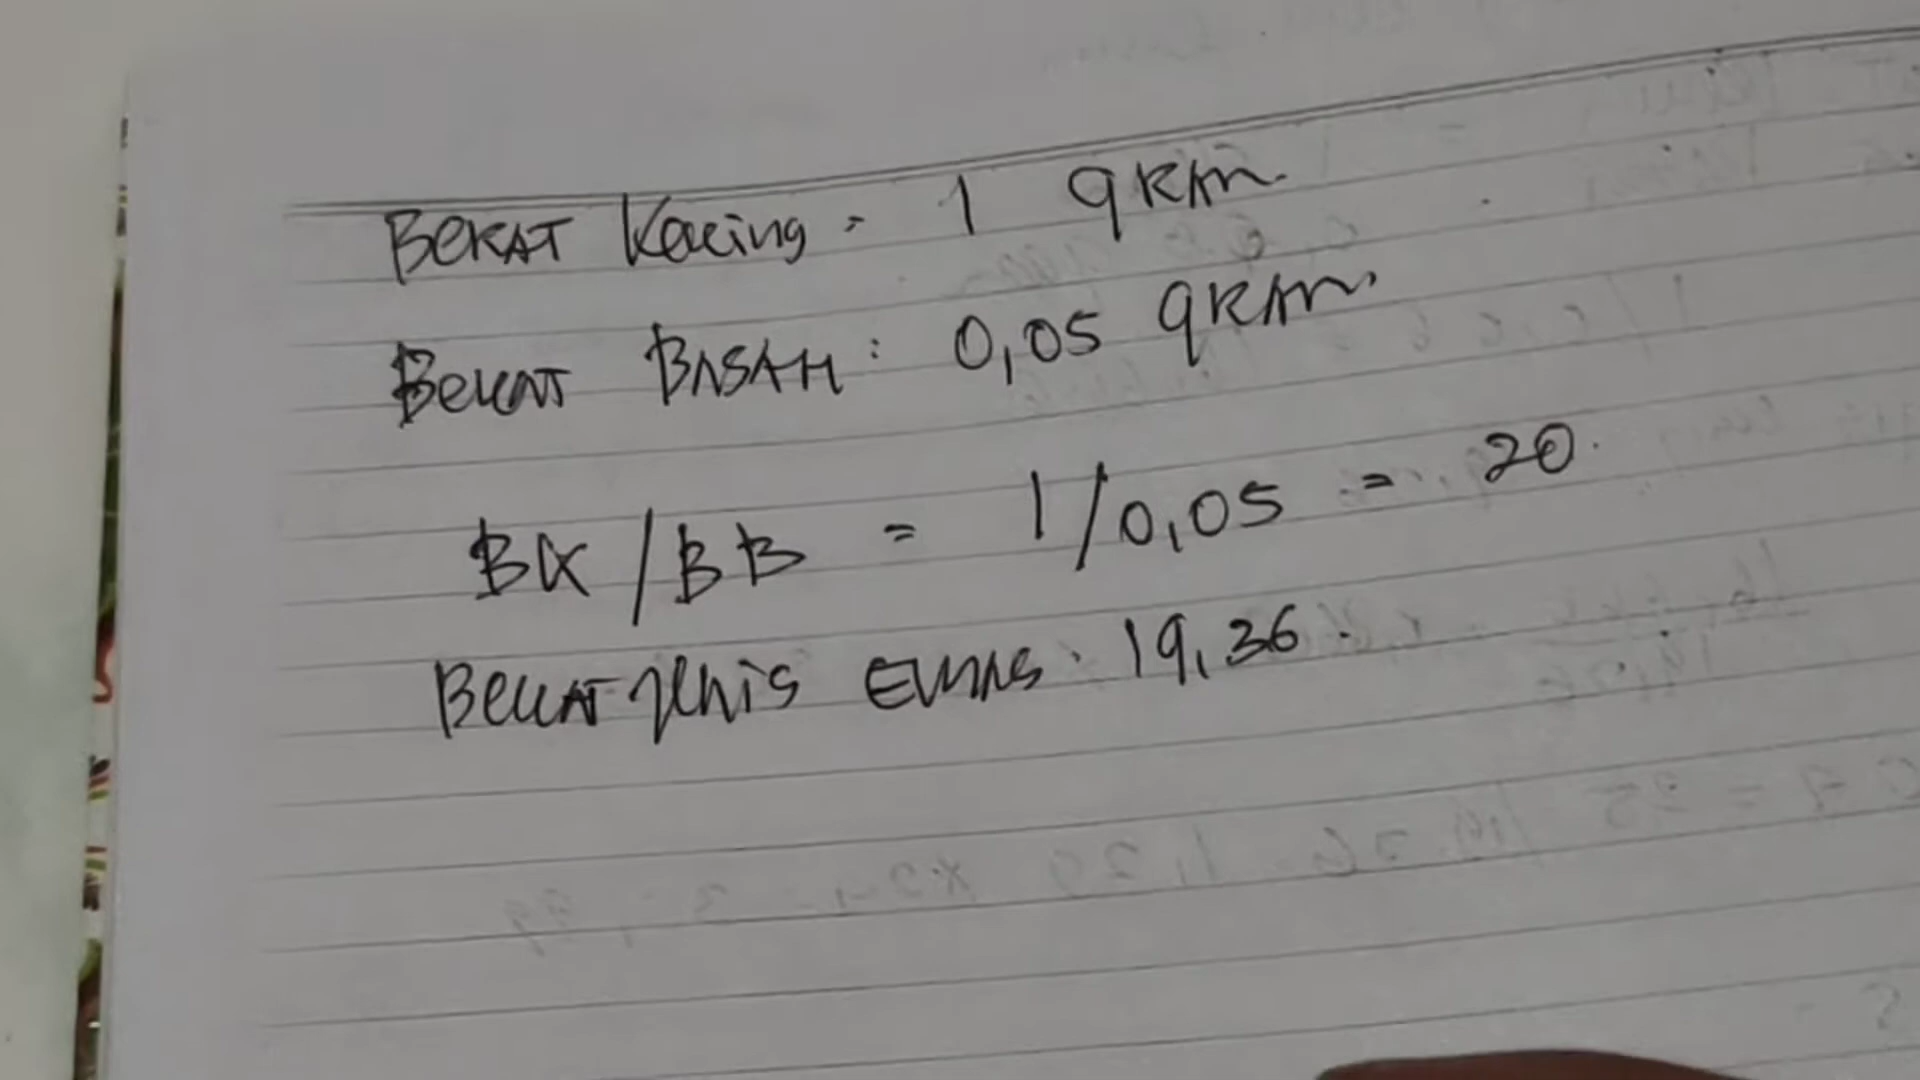 BERAT Kering = 1 gram
BERAT BASAH : 0,05 gram
BK / BB = 1 / 0,05 = 20
BERAT Jenis EMAS . 19,36